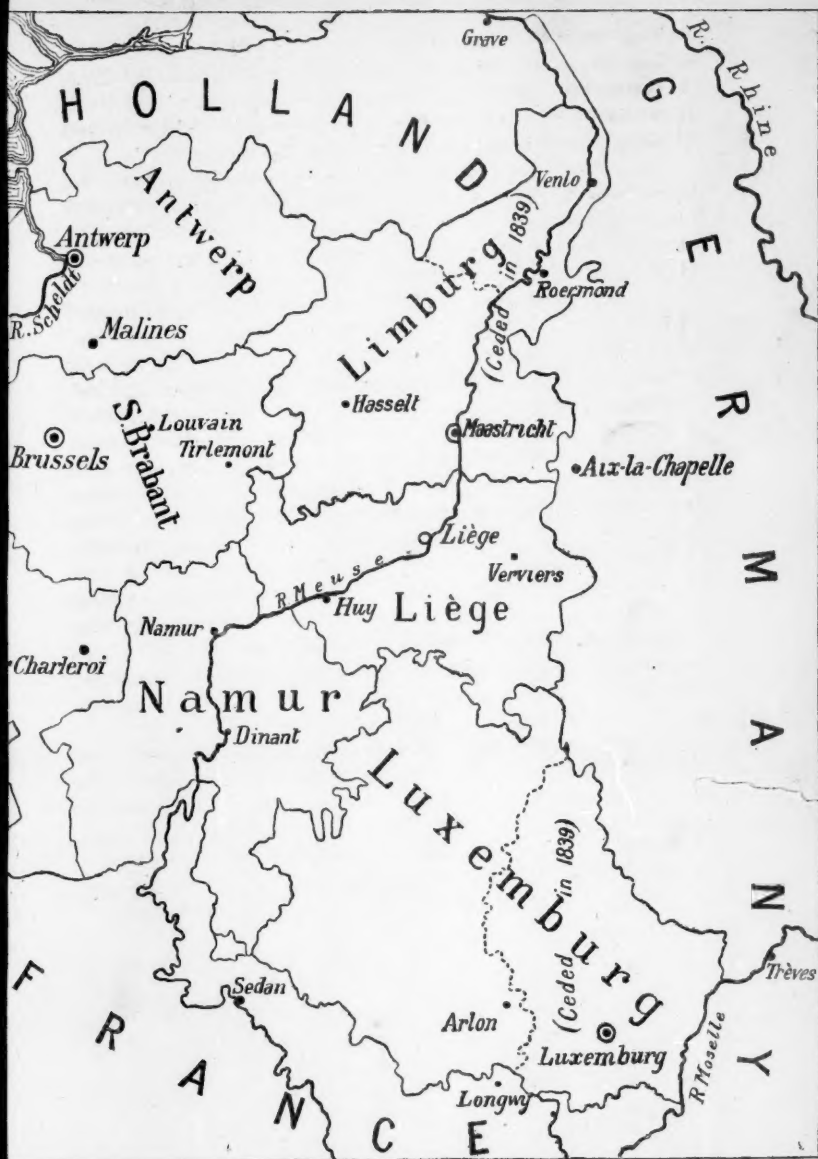 Grave
R. Rhine
HOLLAND
GERMANY
Antwerp
Venlo
Antwerp
Limburg
(Ceded in 1839)
Roermond
R. Scheldt
Malines
Hasselt
S. Brabant
Louvain
Maastricht
Brussels
Tirlemont
Aix-la-Chapelle
Liège
R Meuse
Verviers
Huy
Liège
Namur
Charleroi
Namur
Dinant
Luxemburg
(Ceded in 1839)
Trèves
FRANCE
Sedan
Arlon
Luxemburg
R Moselle
Longwy